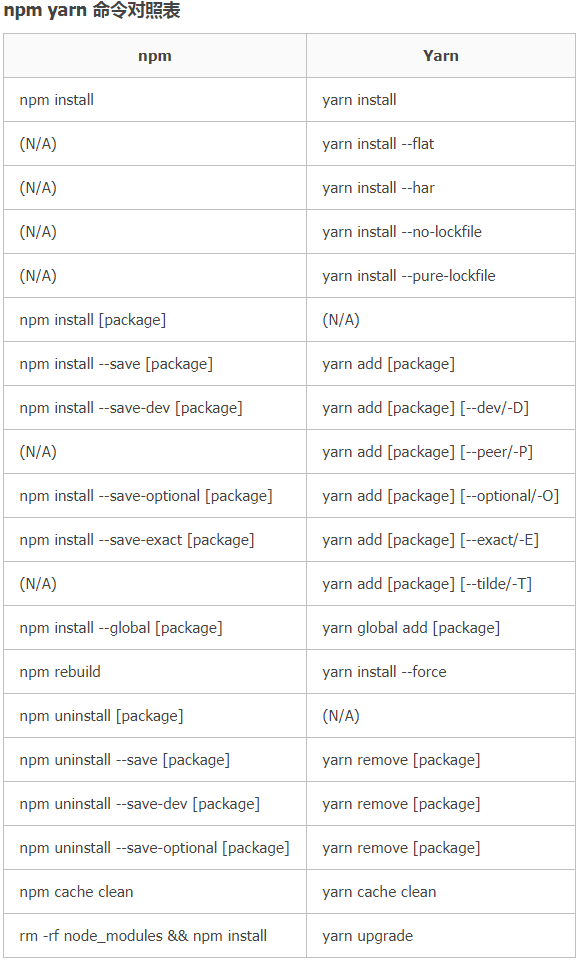 npm yarn 命令对照表
npm Yarn
npm install yarn install
(N/A) yarn install --flat
(N/A) yarn install --har
(N/A) yarn install --no-lockfile
(N/A) yarn install --pure-lockfile
npm install [package] (N/A)
npm install --save [package] yarn add [package]
npm install --save-dev [package] yarn add [package] [--dev/-D]
(N/A) yarn add [package] [--peer/-P]
npm install --save-optional [package] yarn add [package] [--optional/-O]
npm install --save-exact [package] yarn add [package] [--exact/-E]
(N/A) yarn add [package] [--tilde/-T]
npm install --global [package] yarn global add [package]
npm rebuild yarn install --force
npm uninstall [package] (N/A)
npm uninstall --save [package] yarn remove [package]
npm uninstall --save-dev [package] yarn remove [package]
npm uninstall --save-optional [package] yarn remove [package]
npm cache clean yarn cache clean
rm -rf node_modules && npm install yarn upgrade